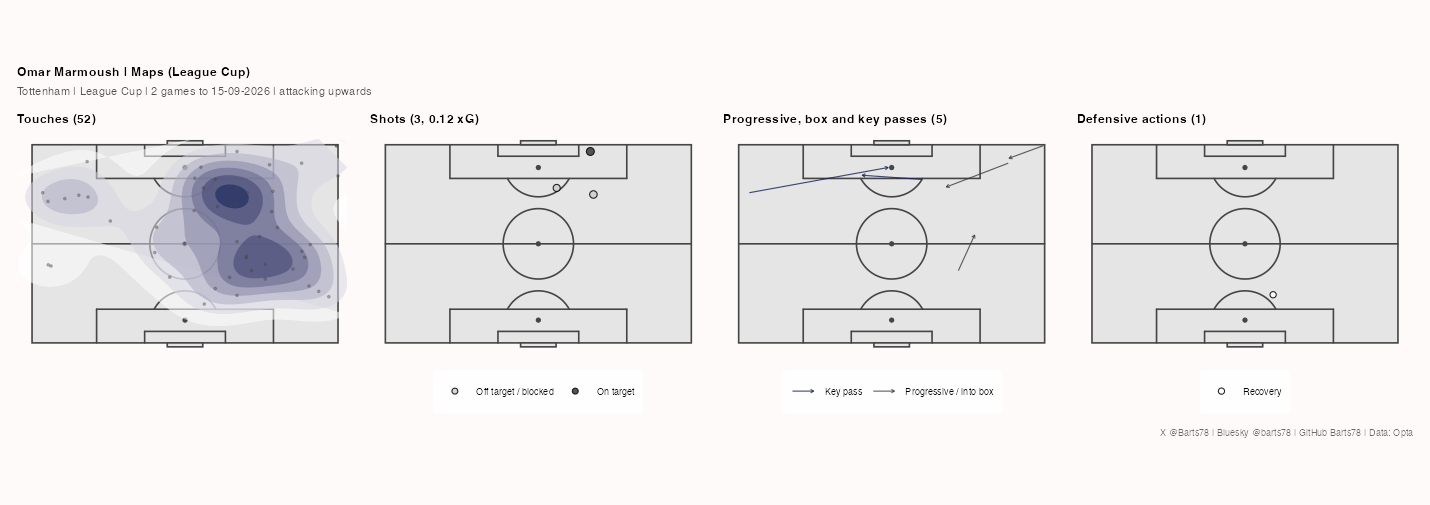 Omar Marmoush | Maps (League Cup)
Tottenham | League Cup | 2 games to 15-09-2026 | attacking upwards
Touches (52)
Shots (3, 0.12 xG)
Progressive, box and key passes (5)
Defensive actions (1)
Off target / blocked
On target
Key pass
Progressive / into box
Recovery
X @Barts78 | Bluesky @barts78 | GitHub Barts78 | Data: Opta